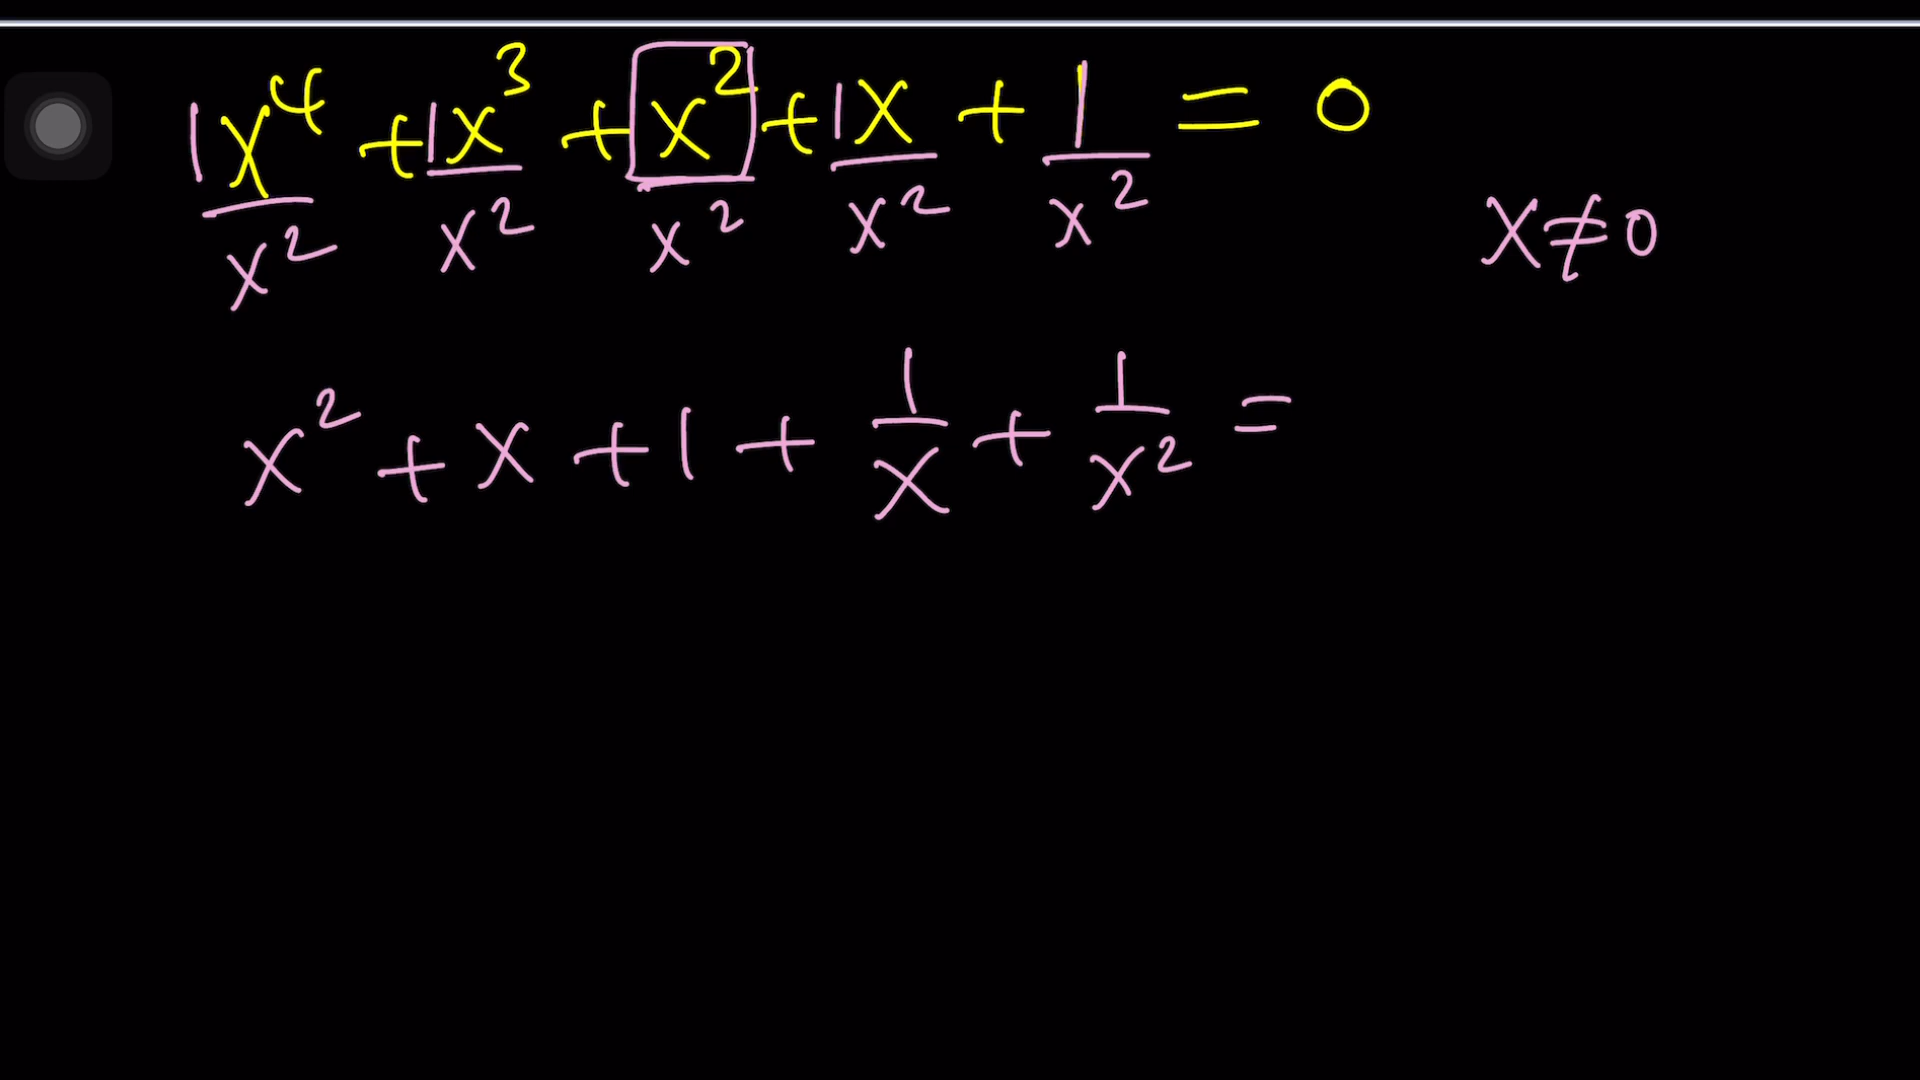 1x⁴/x² + 1x³/x² + x²/x² + 1x/x² + 1/x² = 0
x ≠ 0
x² + x + 1 + 1/x + 1/x² =